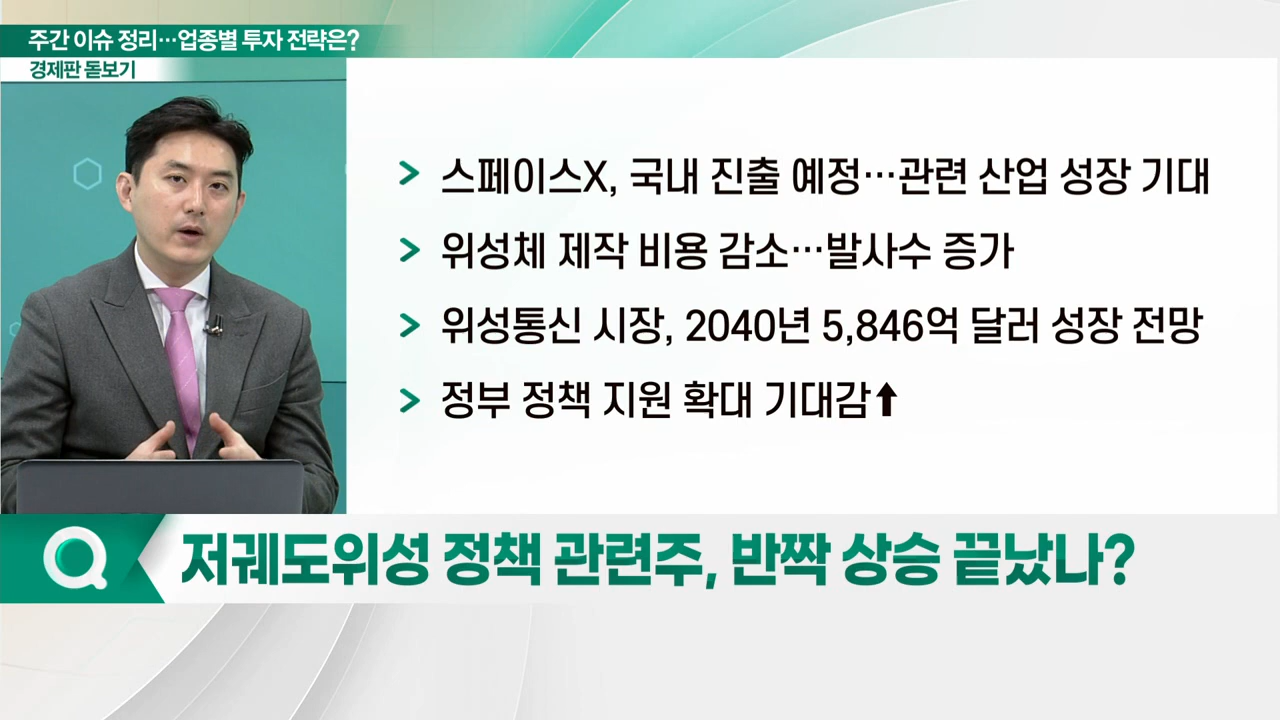 주간 이슈 정리…업종별 투자 전략은?
경제판 돋보기
> 스페이스X, 국내 진출 예정…관련 산업 성장 기대
> 위성체 제작 비용 감소…발사수 증가
> 위성통신 시장, 2040년 5,846억 달러 성장 전망
> 정부 정책 지원 확대 기대감⬆
Q 저궤도위성 정책 관련주, 반짝 상승 끝났나?